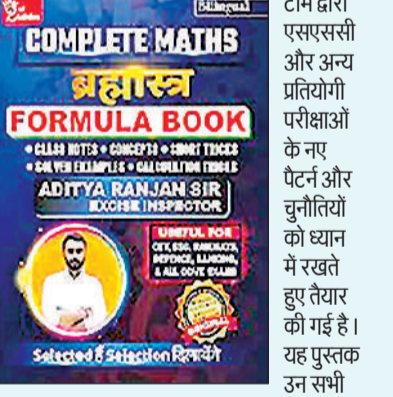 Bilingual
COMPLETE MATHS
ब्रह्मास्त्र
FORMULA BOOK
• CLASS NOTES • CONCEPTS • SHORT TRICKS
• SOLVED EXAMPLES • CALCULATION TRICKS
ADITYA RANJAN SIR
EXCISE INSPECTOR
USEFUL FOR
CET, SSC, RAILWAYS,
DEFENCE, BANKING,
& ALL GOVT EXAMS
Selected है Selection दिलायेंगे
टीम द्वारा
एसएससी
और अन्य
प्रतियोगी
परीक्षाओं
के नए
पैटर्न और
चुनौतियों
को ध्यान
में रखते
हुए तैयार
की गई है।
यह पुस्तक
उन सभी